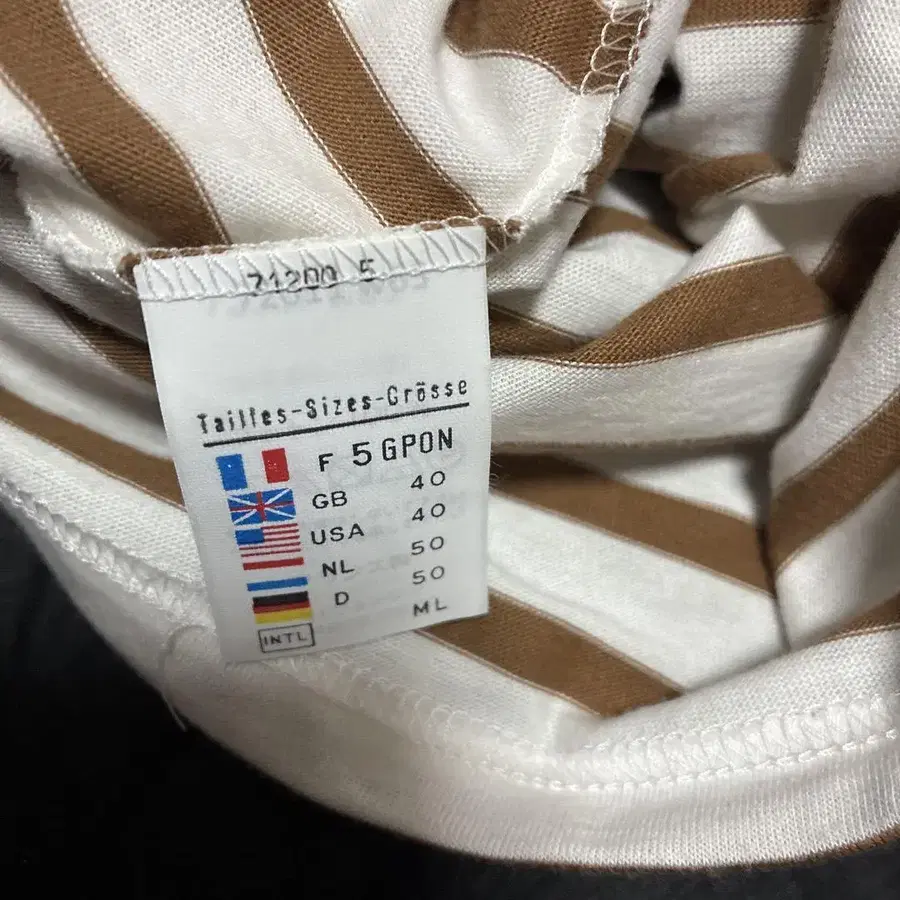 71200 5
Tailles-Sizes-Grösse
F 5 GPON
GB 40
USA 40
NL 50
D 50
INTL ML